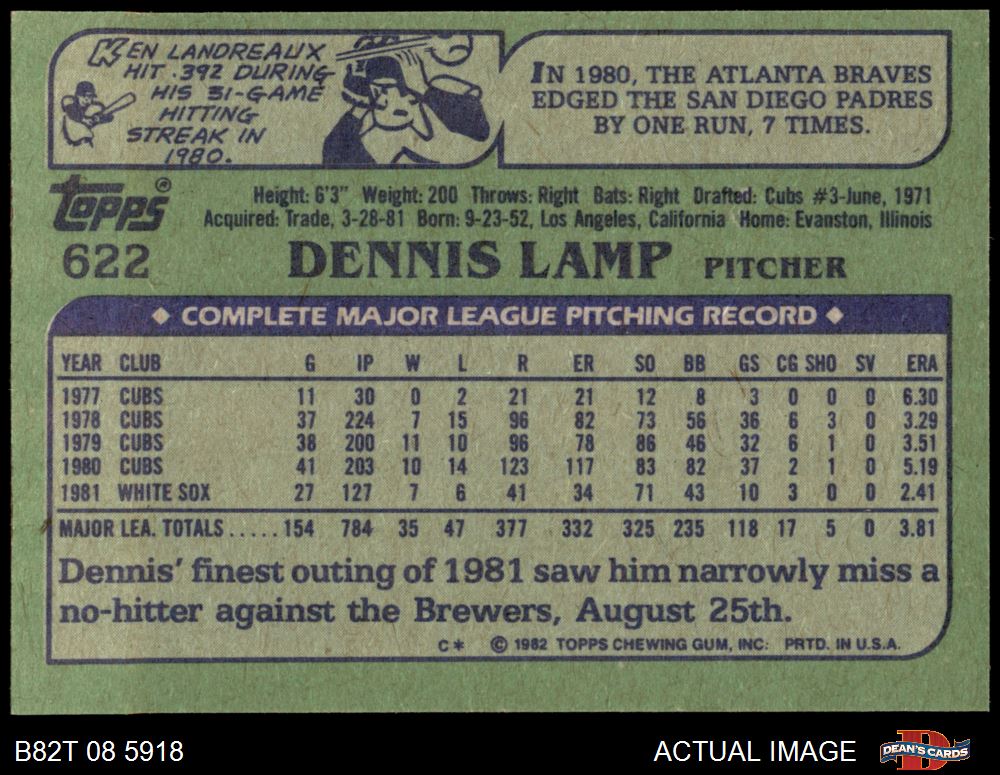 KEN LANDREAUX
HIT .392 DURING
HIS 31-GAME
HITTING
STREAK IN
1980.
IN 1980, THE ATLANTA BRAVES
EDGED THE SAN DIEGO PADRES
BY ONE RUN, 7 TIMES.
topps®
Height: 6'3" Weight: 200 Throws: Right Bats: Right Drafted: Cubs #3-June, 1971
Acquired: Trade, 3-28-81 Born: 9-23-52, Los Angeles, California Home: Evanston, Illinois
622 DENNIS LAMP PITCHER
◆ COMPLETE MAJOR LEAGUE PITCHING RECORD ◆
YEAR CLUB G IP W L R ER SO BB GS CG SHO SV ERA
1977 CUBS 11 30 0 2 21 21 12 8 3 0 0 0 6.30
1978 CUBS 37 224 7 15 96 82 73 56 36 6 3 0 3.29
1979 CUBS 38 200 11 10 96 78 86 46 32 6 1 0 3.51
1980 CUBS 41 203 10 14 123 117 83 82 37 2 1 0 5.19
1981 WHITE SOX 27 127 7 6 41 34 71 43 10 3 0 0 2.41
MAJOR LEA. TOTALS..... 154 784 35 47 377 332 325 235 118 17 5 0 3.81
Dennis' finest outing of 1981 saw him narrowly miss a
no-hitter against the Brewers, August 25th.
C* © 1982 TOPPS CHEWING GUM, INC: PRTD. IN U.S.A.
B82T 08 5918 ACTUAL IMAGE DEAN'S CARDS